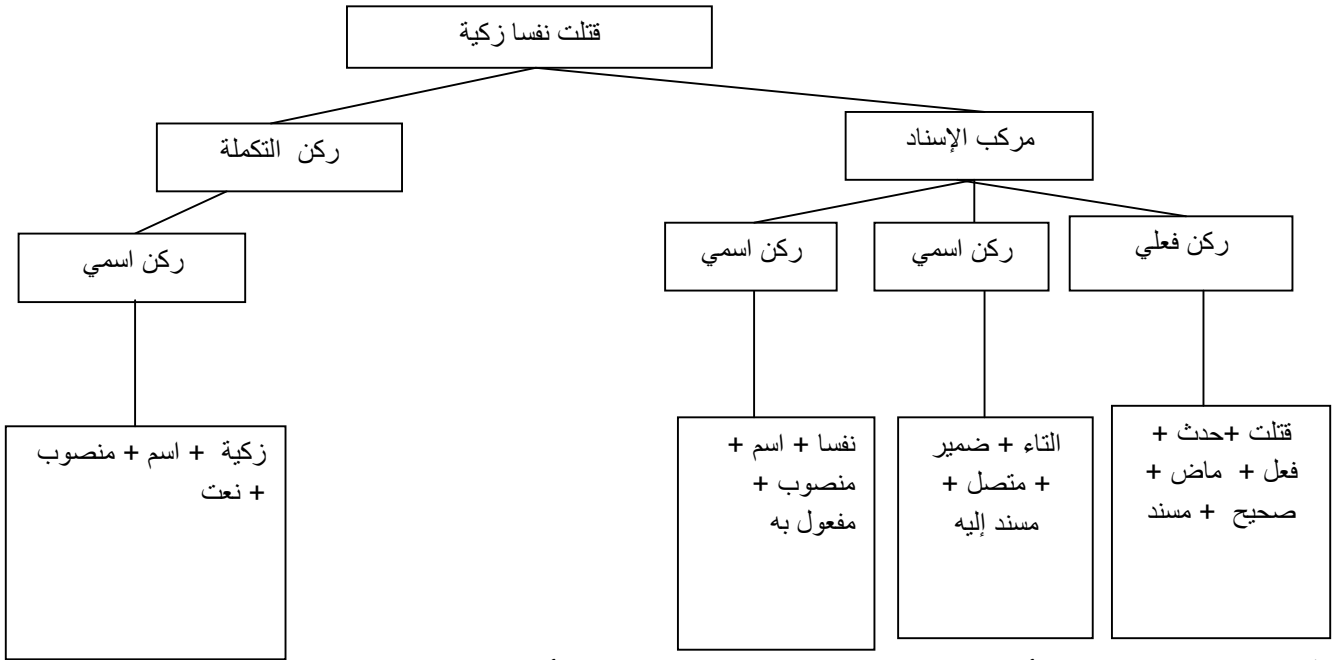 قتلت نفسا زكية
مركب الإسناد
ركن التكملة
ركن فعلي
ركن اسمي
ركن اسمي
ركن اسمي
قتلت +حدث +
فعل + ماض +
صحيح + مسند
التاء + ضمير
+ متصل +
مسند إليه
نفسا + اسم +
منصوب +
مفعول به
زكية + اسم + منصوب
+ نعت